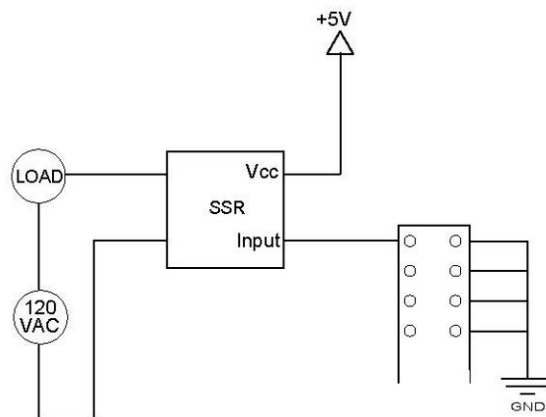 +5V
LOAD
Vcc
SSR
Input
120
VAC
GND